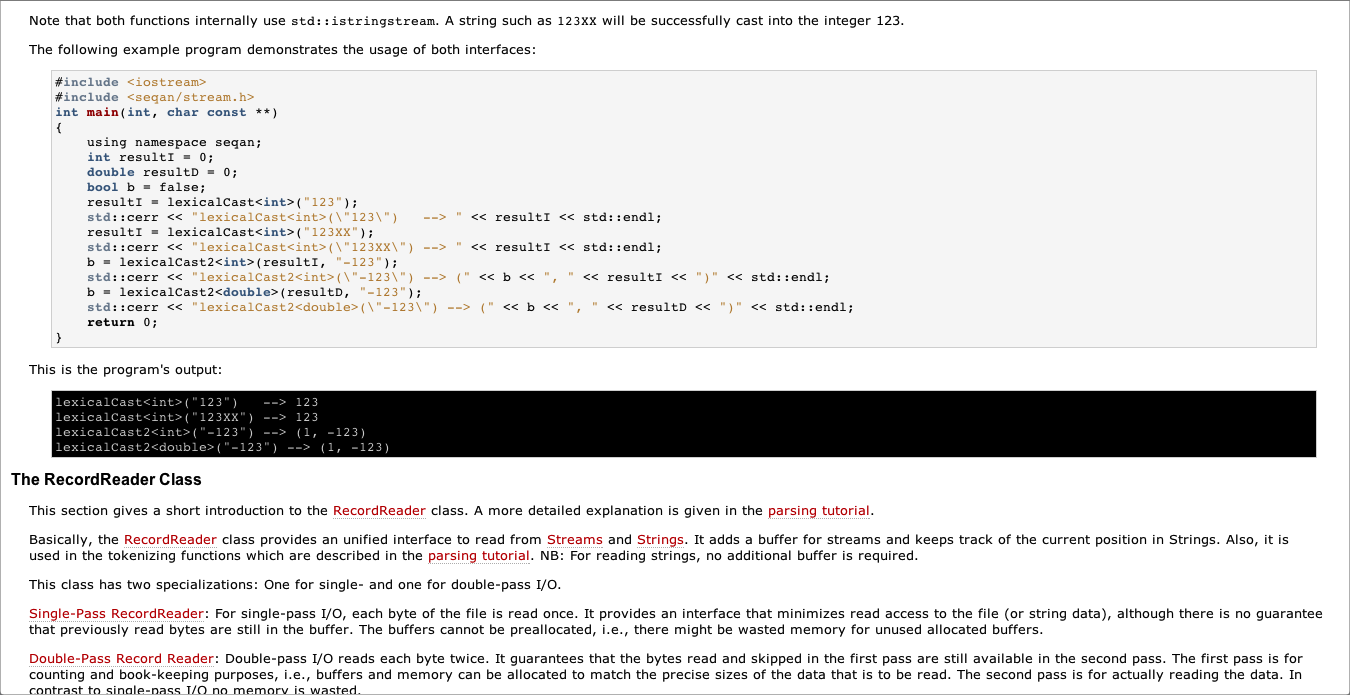 Note that both functions internally use std::istringstream. A string such as 123XX will be successfully cast into the integer 123.
The following example program demonstrates the usage of both interfaces:
#include <iostream>
#include <seqan/stream.h>
int main(int, char const **)
{
    using namespace seqan;
    int resultI = 0;
    double resultD = 0;
    bool b = false;
    resultI = lexicalCast<int>("123");
    std::cerr << "lexicalCast<int>(\"123\")   --> " << resultI << std::endl;
    resultI = lexicalCast<int>("123XX");
    std::cerr << "lexicalCast<int>(\"123XX\") --> " << resultI << std::endl;
    b = lexicalCast2<int>(resultI, "-123");
    std::cerr << "lexicalCast2<int>(\"-123\") --> (" << b << ", " << resultI << ")" << std::endl;
    b = lexicalCast2<double>(resultD, "-123");
    std::cerr << "lexicalCast2<double>(\"-123\") --> (" << b << ", " << resultD << ")" << std::endl;
    return 0;
}
This is the program's output:
lexicalCast<int>("123")   --> 123
lexicalCast<int>("123XX") --> 123
lexicalCast2<int>("-123") --> (1, -123)
lexicalCast2<double>("-123") --> (1, -123)
The RecordReader Class
This section gives a short introduction to the RecordReader class. A more detailed explanation is given in the parsing tutorial.
Basically, the RecordReader class provides an unified interface to read from Streams and Strings. It adds a buffer for streams and keeps track of the current position in Strings. Also, it is
used in the tokenizing functions which are described in the parsing tutorial. NB: For reading strings, no additional buffer is required.
This class has two specializations: One for single- and one for double-pass I/O.
Single-Pass RecordReader: For single-pass I/O, each byte of the file is read once. It provides an interface that minimizes read access to the file (or string data), although there is no guarantee
that previously read bytes are still in the buffer. The buffers cannot be preallocated, i.e., there might be wasted memory for unused allocated buffers.
Double-Pass Record Reader: Double-pass I/O reads each byte twice. It guarantees that the bytes read and skipped in the first pass are still available in the second pass. The first pass is for
counting and book-keeping purposes, i.e., buffers and memory can be allocated to match the precise sizes of the data that is to be read. The second pass is for actually reading the data. In
contrast to single-pass I/O no memory is wasted.